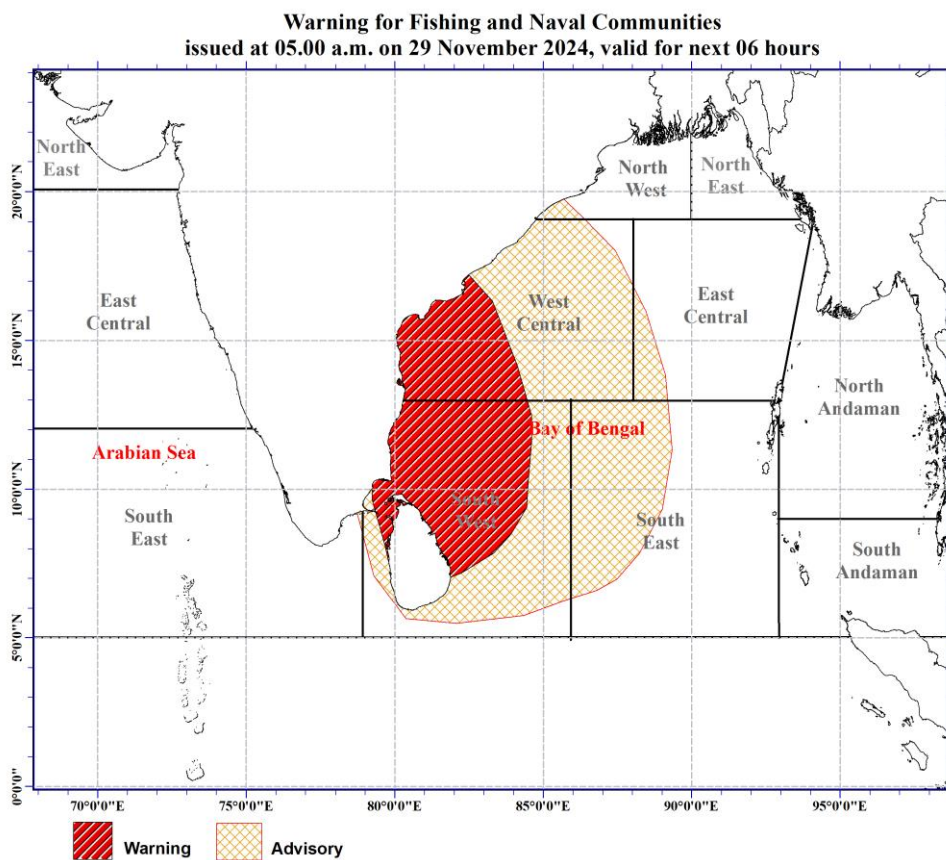 Warning for Fishing and Naval Communities
issued at 05.00 a.m. on 29 November 2024, valid for next 06 hours
North
East
North
West
North
East
20°0'0"N
East
Central
West
Central
East
Central
15°0'0"N
North
Andaman
Arabian Sea
Bay of Bengal
10°0'0"N
South
East
South
West
South
East
South
Andaman
5°0'0"N
0°0'0"
70°0'0"E
75°0'0"E
80°0'0"E
85°0'0"E
90°0'0"E
95°0'0"E
Warning
Advisory